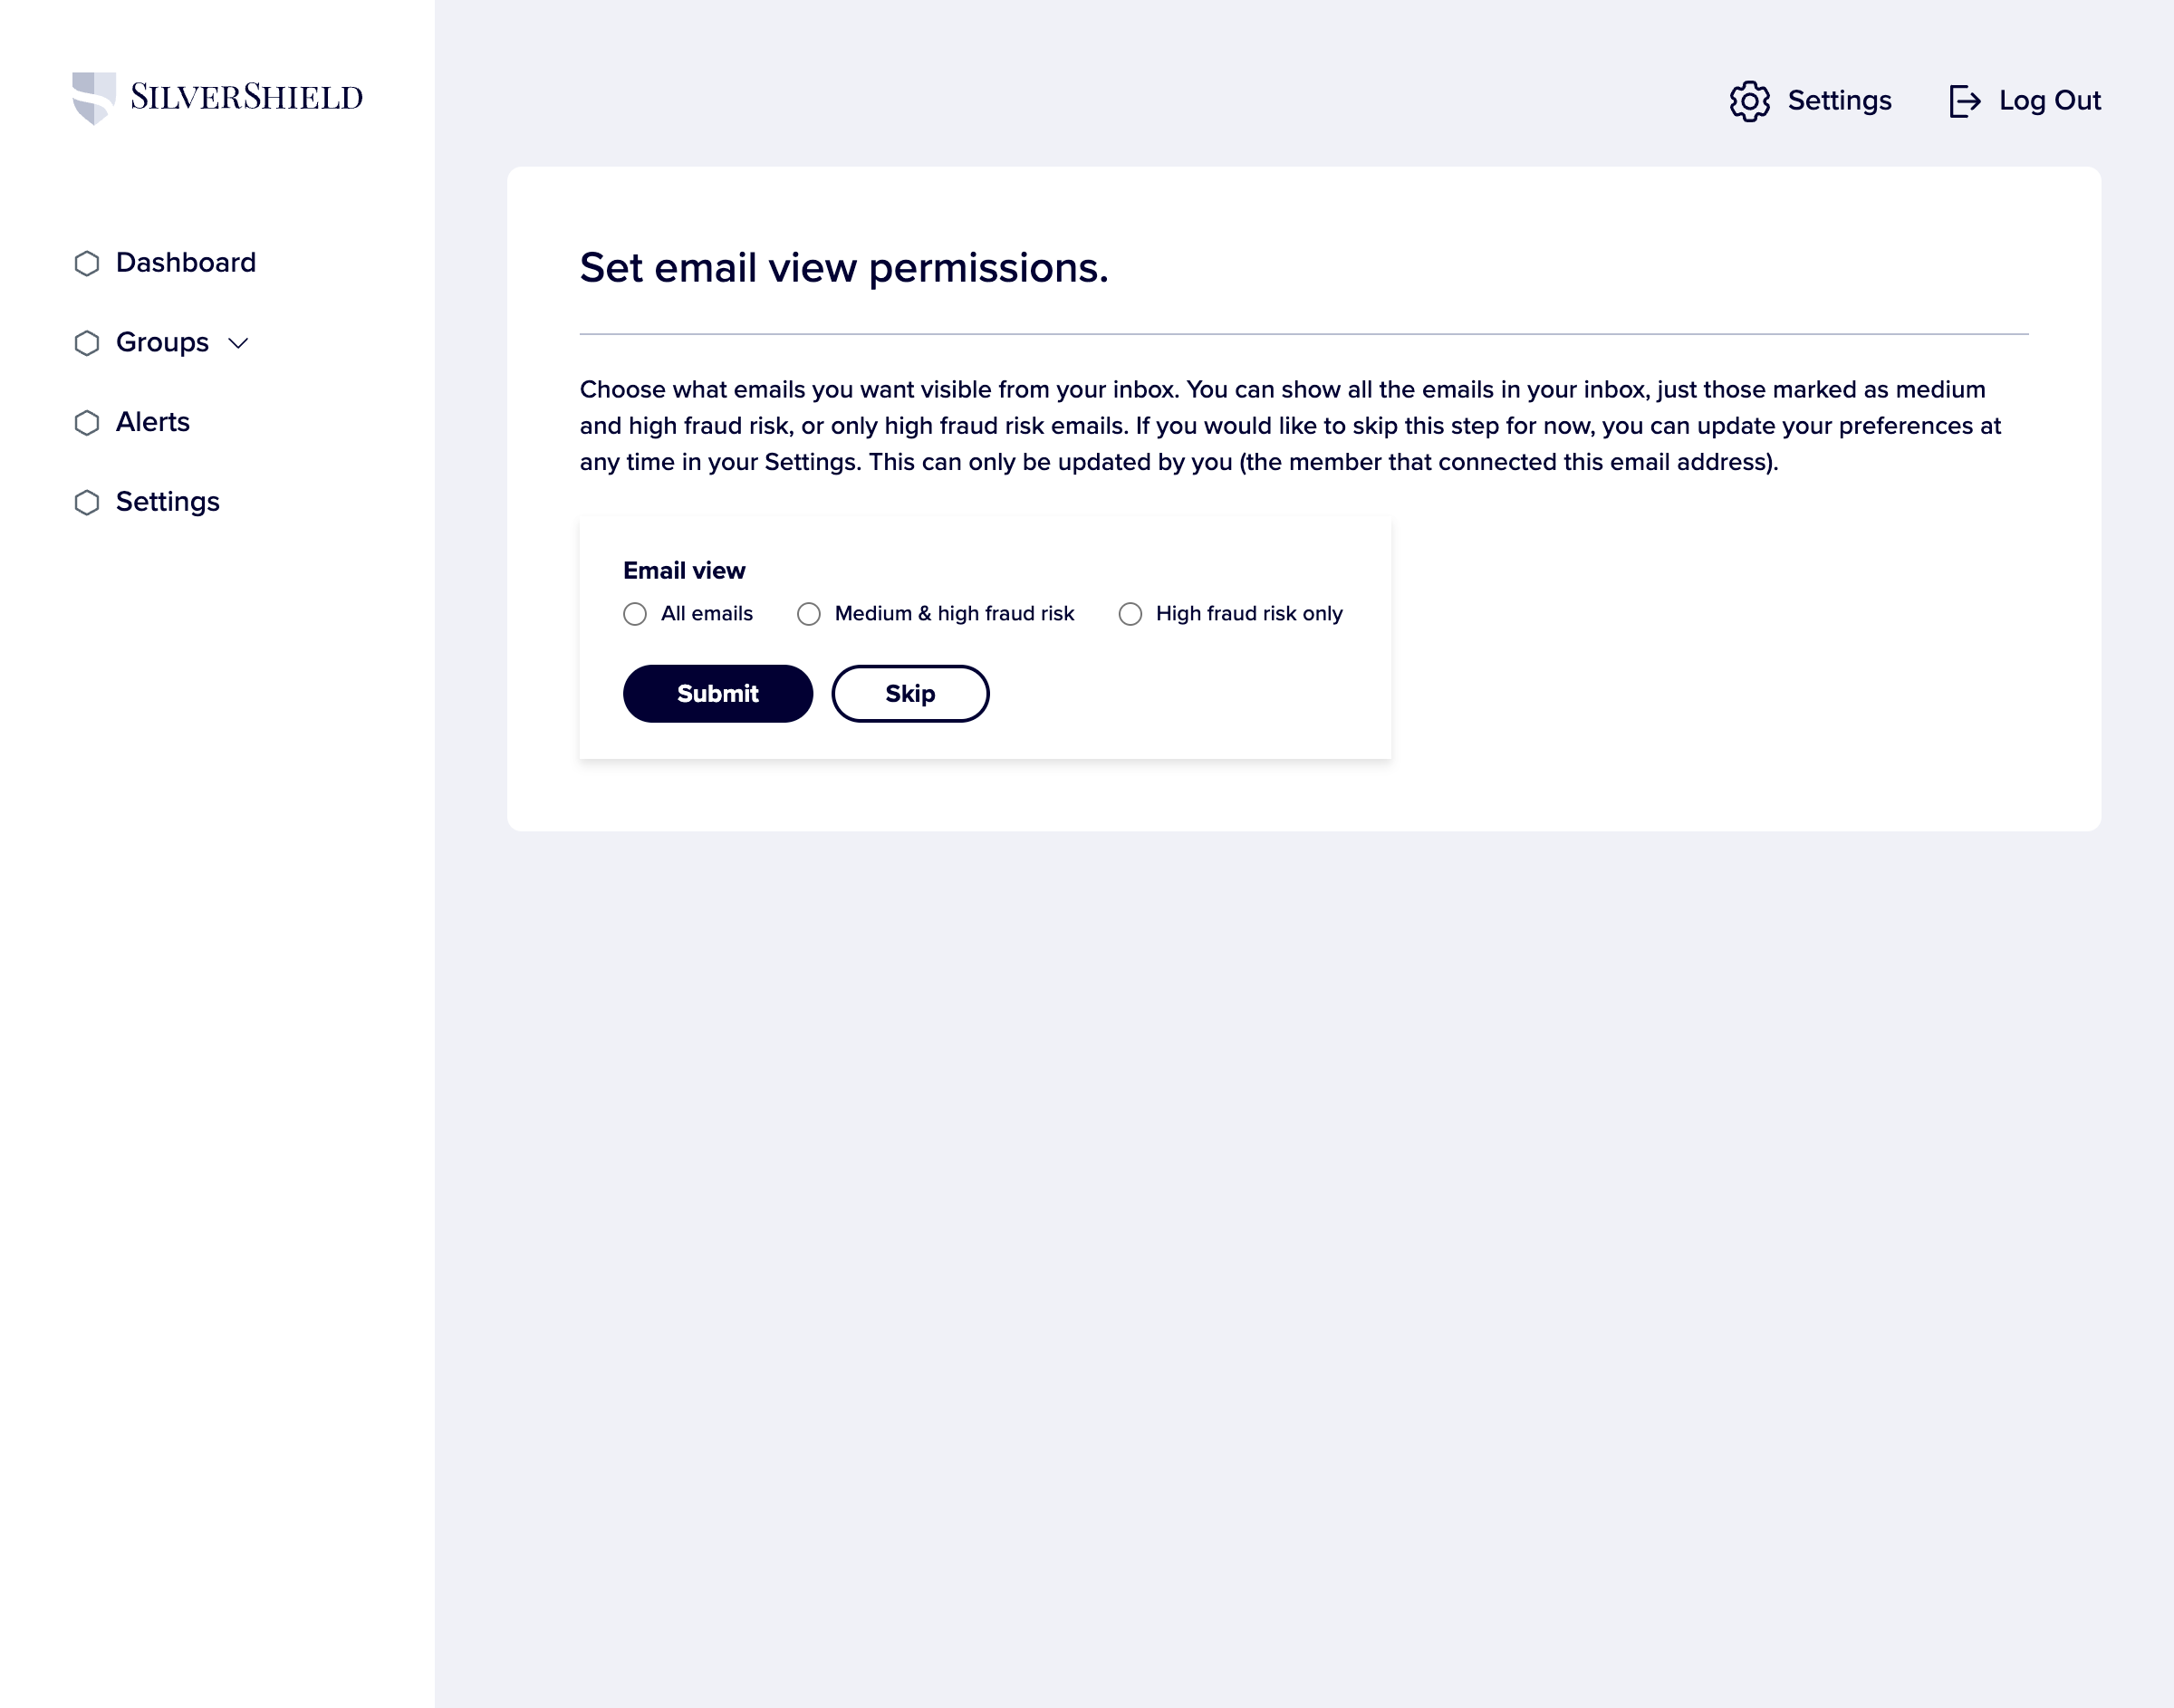 SILVERSHIELD
Settings
Log Out
Dashboard
Groups
Alerts
Settings
Set email view permissions.
Choose what emails you want visible from your inbox. You can show all the emails in your inbox, just those marked as medium
and high fraud risk, or only high fraud risk emails. If you would like to skip this step for now, you can update your preferences at
any time in your Settings. This can only be updated by you (the member that connected this email address).
Email view
All emails
Medium & high fraud risk
High fraud risk only
Submit
Skip